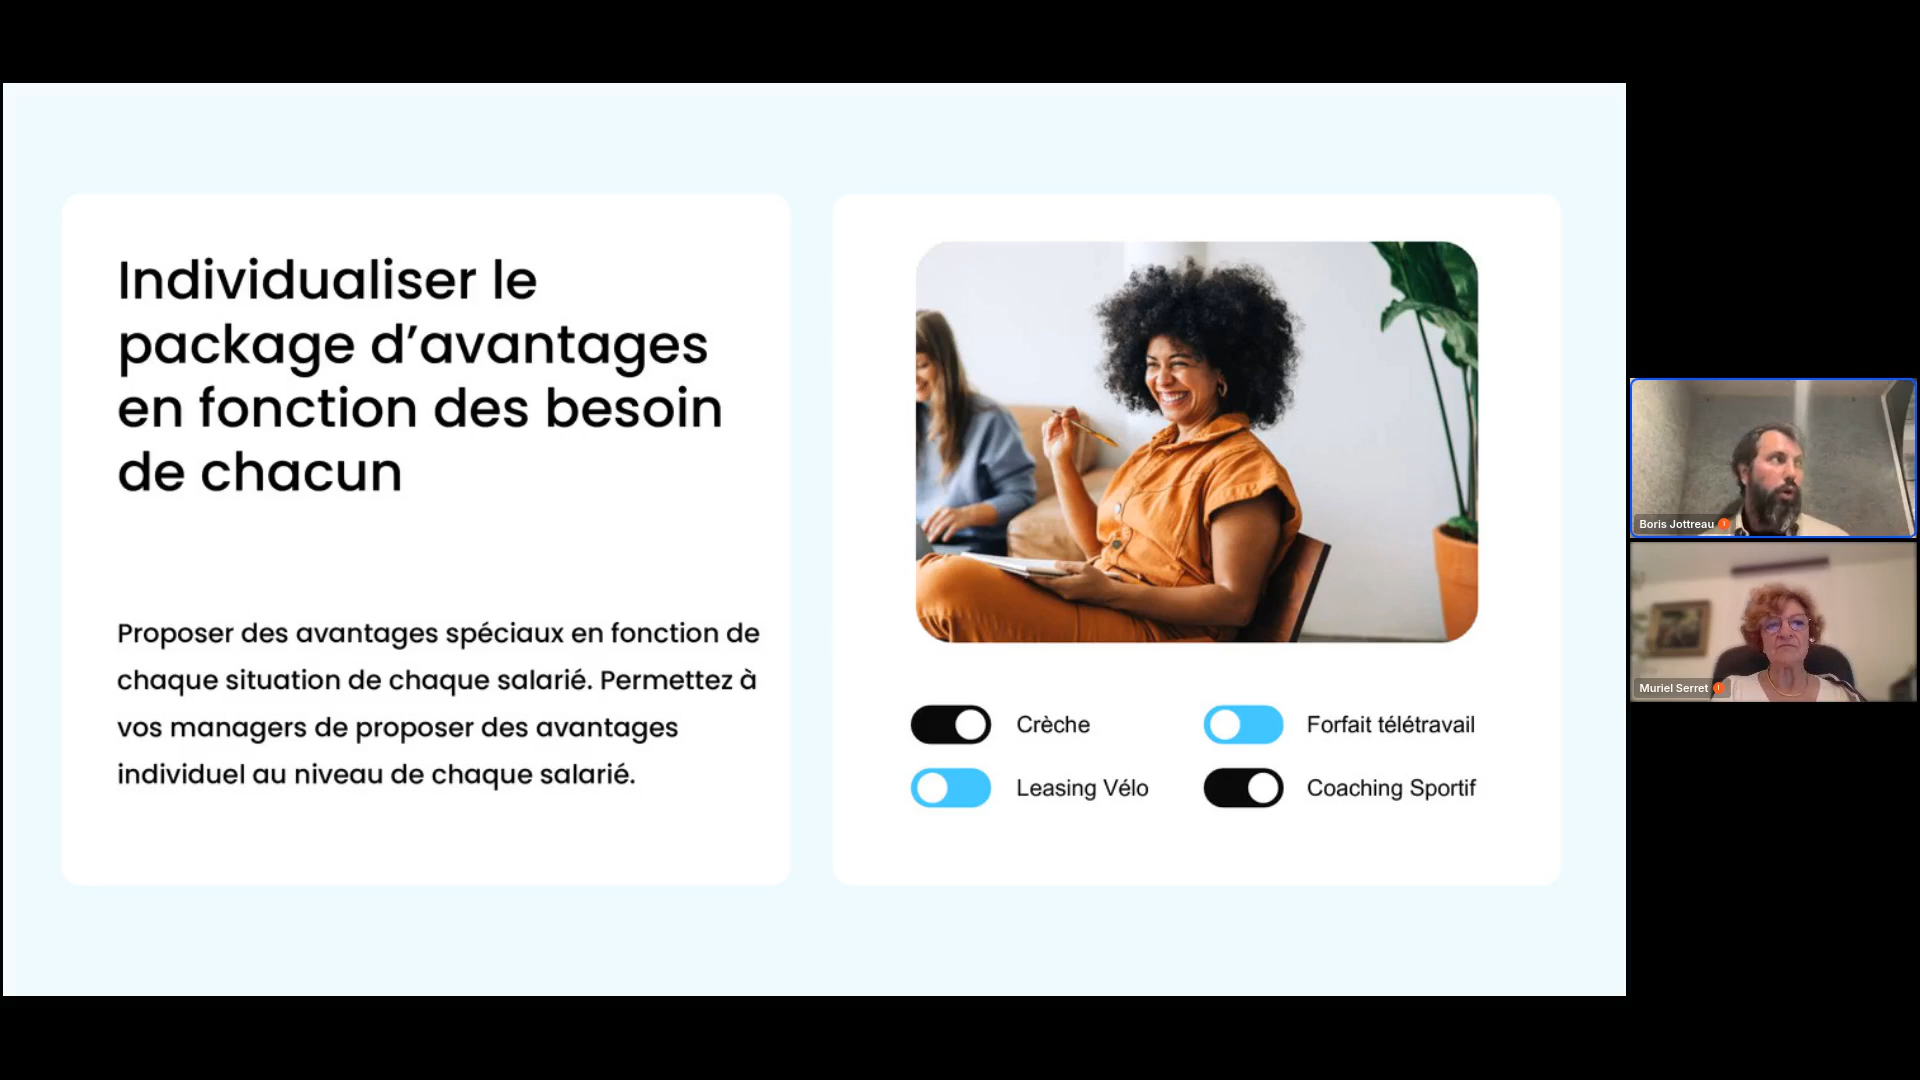 Individualiser le
package d’avantages
en fonction des besoin
de chacun
Proposer des avantages spéciaux en fonction de
chaque situation de chaque salarié. Permettez à
vos managers de proposer des avantages
individuel au niveau de chaque salarié.
Crèche
Forfait télétravail
Leasing Vélo
Coaching Sportif
Boris Jottreau
Muriel Serret